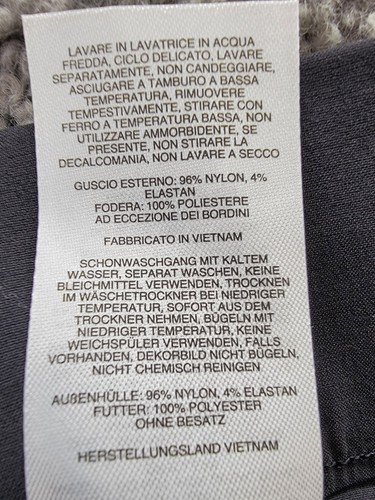 LAVARE IN LAVATRICE IN ACQUA
FREDDA, CICLO DELICATO, LAVARE
SEPARATAMENTE, NON CANDEGGIARE,
ASCIUGARE A TAMBURO A BASSA
TEMPERATURA, RIMUOVERE
TEMPESTIVAMENTE, STIRARE CON
FERRO A TEMPERATURA BASSA, NON
UTILIZZARE AMMORBIDENTE, SE
PRESENTE, NON STIRARE LA
DECALCOMANIA, NON LAVARE A SECCO
GUSCIO ESTERNO: 96% NYLON, 4%
ELASTAN
FODERA: 100% POLIESTERE
AD ECCEZIONE DEI BORDINI
FABBRICATO IN VIETNAM
SCHONWASCHGANG MIT KALTEM
WASSER, SEPARAT WASCHEN, KEINE
BLEICHMITTEL VERWENDEN, TROCKNEN
IM WÄSCHETROCKNER BEI NIEDRIGER
TEMPERATUR, SOFORT AUS DEM
TROCKNER NEHMEN, BÜGELN MIT
NIEDRIGER TEMPERATUR, KEINE
WEICHSPÜLER VERWENDEN, FALLS
VORHANDEN, DEKORBILD NICHT BÜGELN,
NICHT CHEMISCH REINIGEN
AUßENHÜLLE: 96% NYLON, 4% ELASTAN
FUTTER: 100% POLYESTER
OHNE BESATZ
HERSTELLUNGSLAND VIETNAM